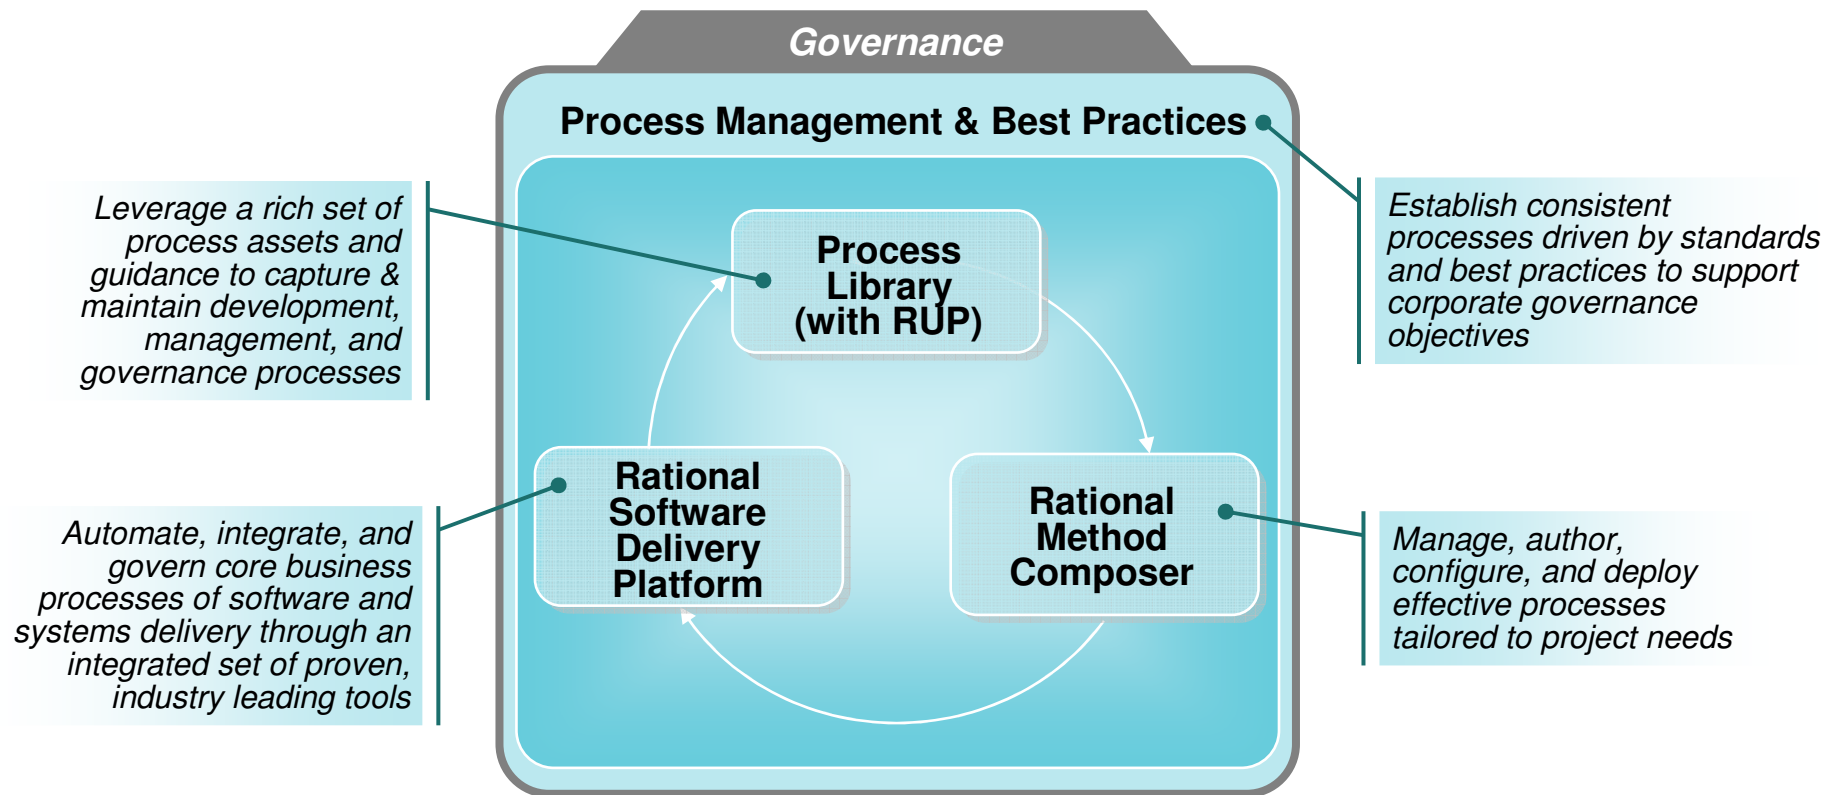 Governance
Process Management & Best Practices
Leverage a rich set of
process assets and
guidance to capture &
maintain development,
management, and
governance processes
Process
Library
(with RUP)
Establish consistent
processes driven by standards
and best practices to support
corporate governance
objectives
Automate, integrate, and
govern core business
processes of software and
systems delivery through an
integrated set of proven,
industry leading tools
Rational
Software
Delivery
Platform
Rational
Method
Composer
Manage, author,
configure, and deploy
effective processes
tailored to project needs